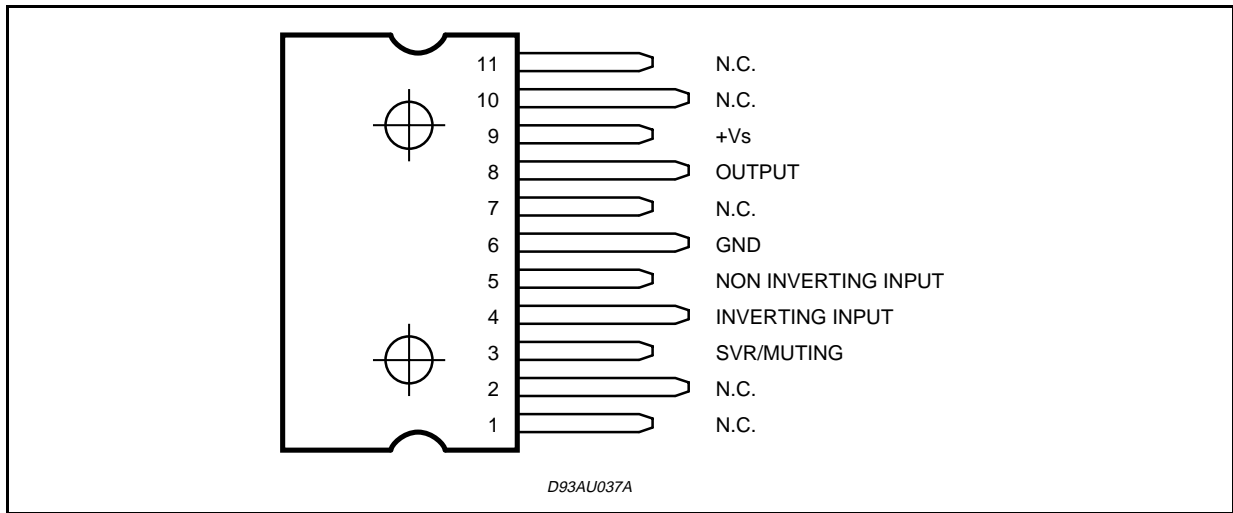 11 N.C.
10 N.C.
9 +Vs
8 OUTPUT
7 N.C.
6 GND
5 NON INVERTING INPUT
4 INVERTING INPUT
3 SVR/MUTING
2 N.C.
1 N.C.
D93AU037A